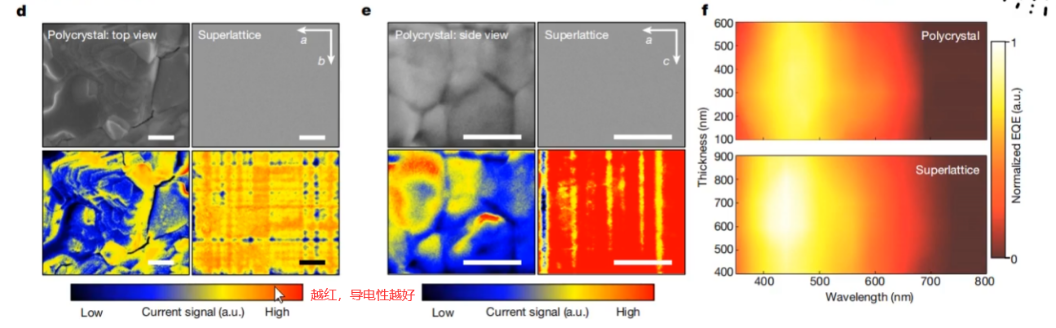 d
Polycrystal: top view
Superlattice
a
b
Low
Current signal (a.u.)
High
越红，导电性越好
e
Polycrystal: side view
Superlattice
a
c
Low
Current signal (a.u.)
High
f
Thickness (nm)
600
500
400
300
200
100
Polycrystal
900
800
700
600
500
400
Superlattice
400
500
600
700
800
Wavelength (nm)
1
0
Normalized EQE (a.u.)